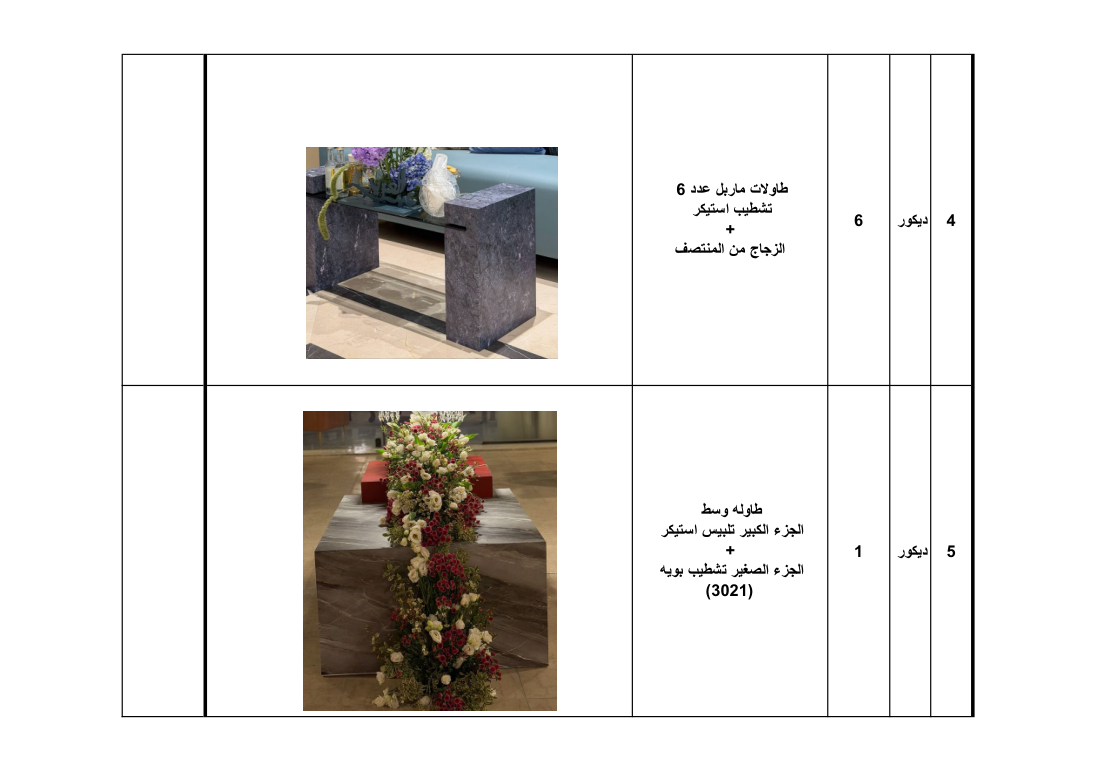 4
ديكور
6
طاولات ماربل عدد 6
تشطيب استيكر
+
الزجاج من المنتصف
5
ديكور
1
طاوله وسط
الجزء الكبير تلبيس استيكر
+
الجزء الصغير تشطيب بويه
(3021)